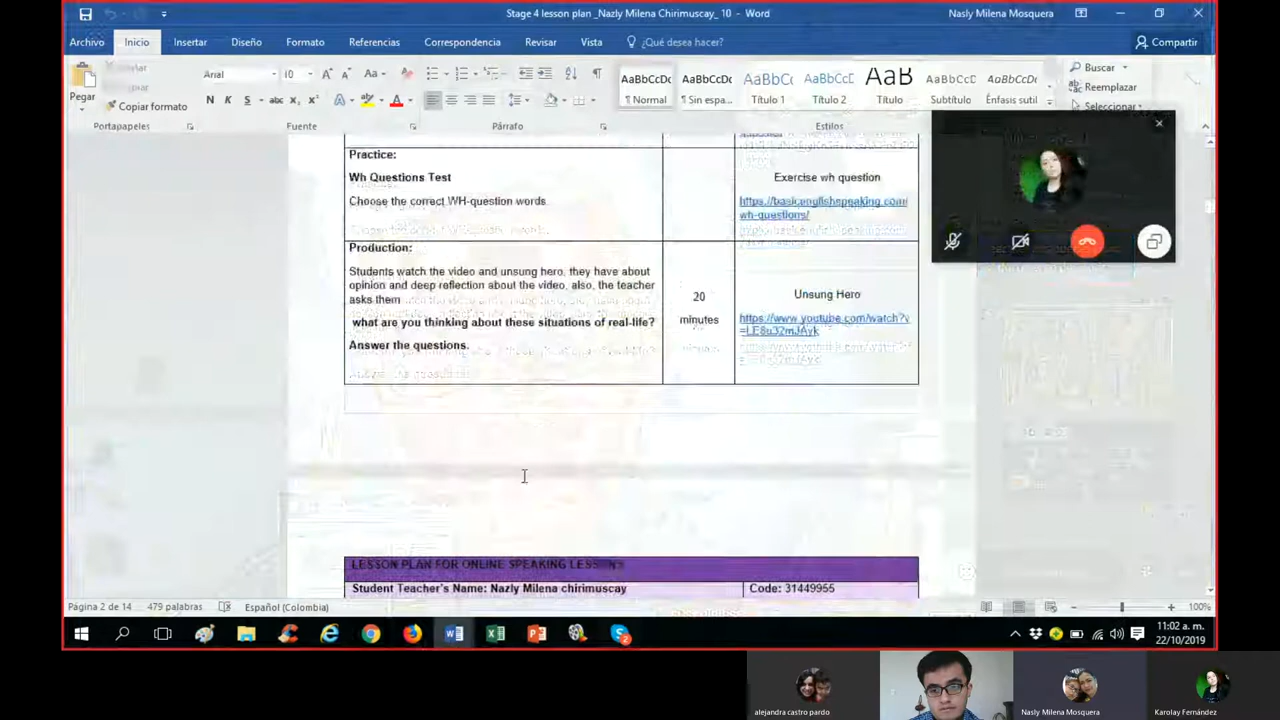 Stage 4 lesson plan _Nazly Milena Chirimuscay_ 10 - Word
Nasly Milena Mosquera
Archivo Inicio Insertar Diseño Formato Referencias Correspondencia Revisar Vista ¿Qué desea hacer? Compartir
Pegar
Copiar formato
Portapapeles
Arial 10
N K S abc x₂ x²
Fuente
Párrafo
AaBbCcDc AaBbCcDc AaBbCc AaBbCcD AaB AaBbCcD AaBbCcDc
¶ Normal ¶ Sin espa... Título 1 Título 2 Título Subtítulo Énfasis sutil
Estilos
Buscar
Reemplazar
Seleccionar
Practice:
Wh Questions Test
Choose the correct WH-question words.
Exercise wh question
https://basicenglishspeaking.com/
wh-questions/
Production:
Students watch the video and unsung hero, they have about
opinion and deep reflection about the video, also, the teacher
asks them
what are you thinking about these situations of real-life?
Answer the questions.
20
minutes
Unsung Hero
https://www.youtube.com/watch?v
LESSON PLAN FOR ONLINE SPEAKING
Student Teacher's Name: Nazly Milena chirimuscay
Code: 31449955
Página 2 de 14 479 palabras Español (Colombia) 100%
11:02 a. m.
22/10/2019
alejandra castro pardo
Nasly Milena Mosquera
Karolay Fernández